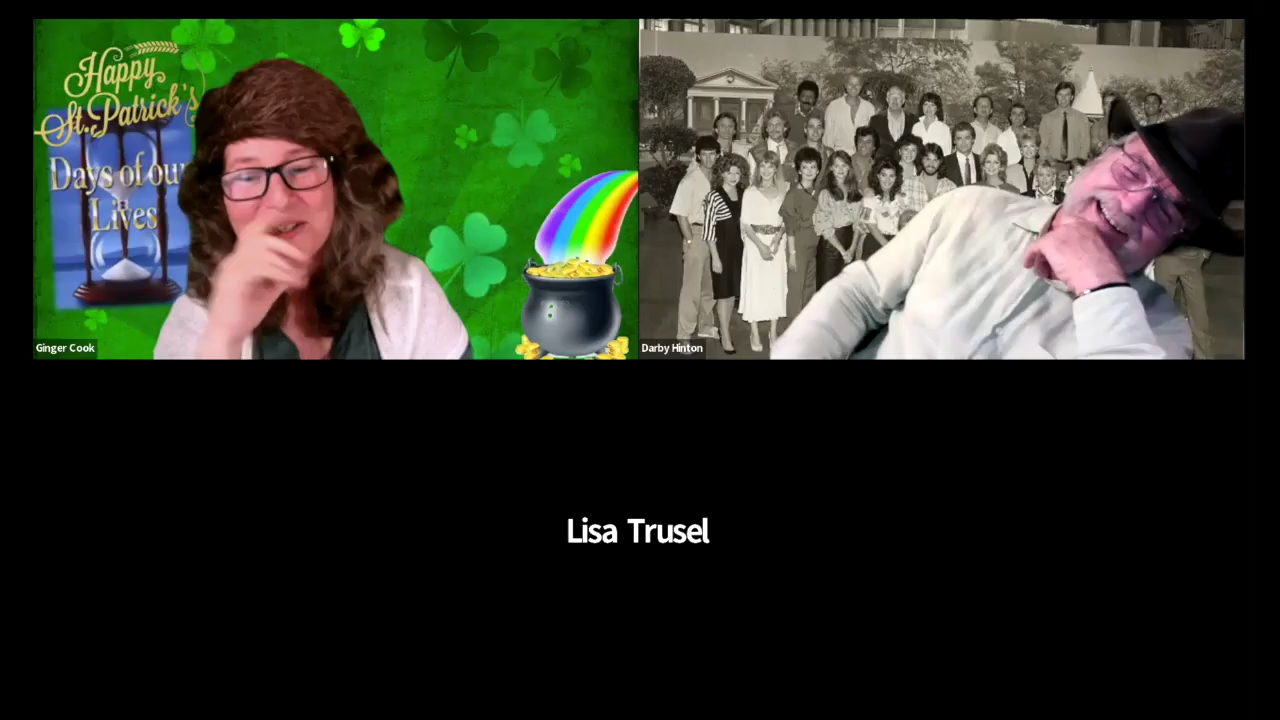 Happy
St. Patrick's
Days of our
Lives
Ginger Cook
Darby Hinton
Lisa Trusel